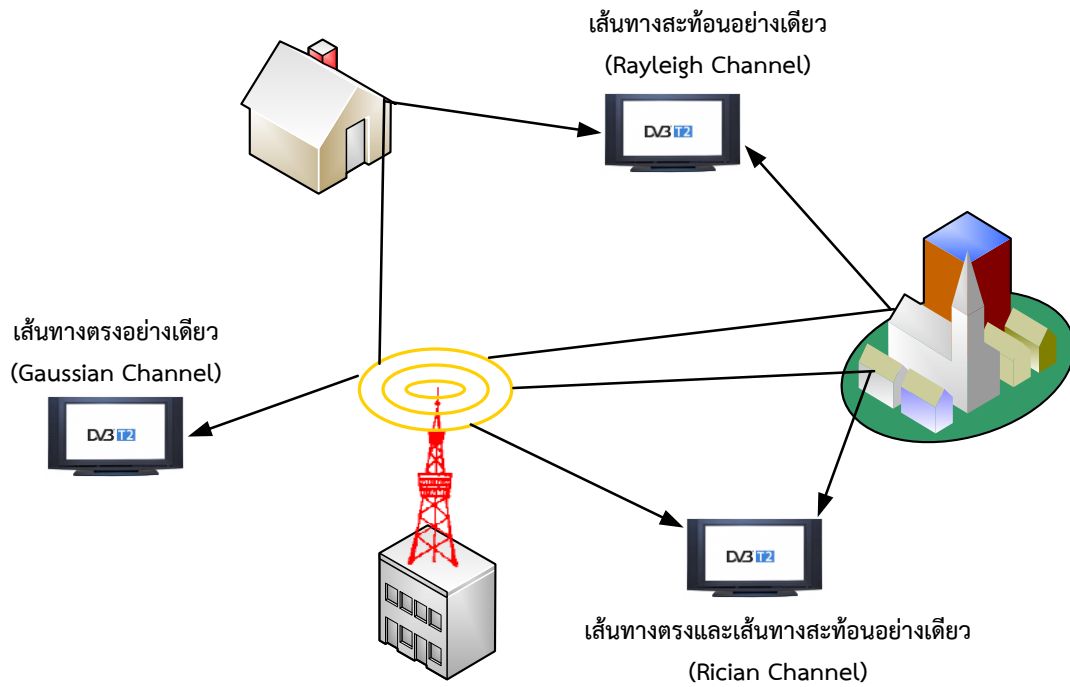 เส้นทางสะท้อนอย่างเดียว
(Rayleigh Channel)
DVB T2
เส้นทางตรงอย่างเดียว
(Gaussian Channel)
DVB T2
DVB T2
เส้นทางตรงและเส้นทางสะท้อนอย่างเดียว
(Rician Channel)